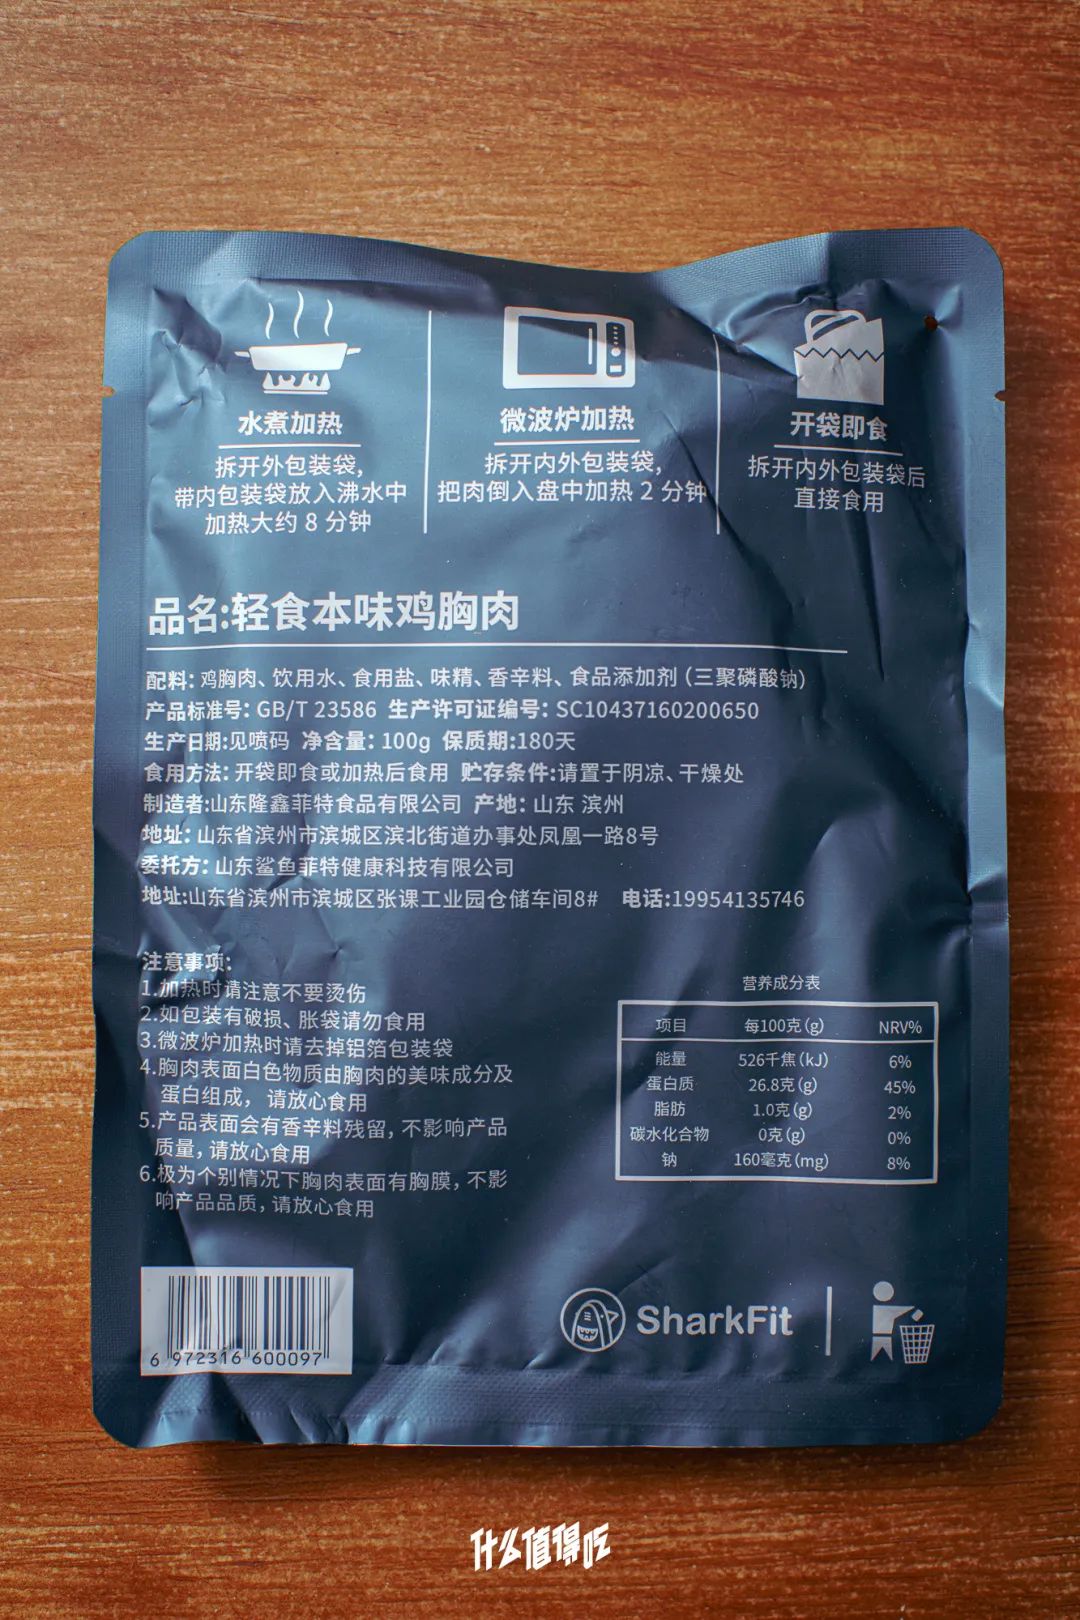 水煮加热
拆开外包装袋，
带内包装袋放入沸水中
加热大约 8 分钟
微波炉加热
拆开内外包装袋，
把肉倒入盘中加热 2 分钟
开袋即食
拆开内外包装袋后
直接食用
品名:轻食本味鸡胸肉
配料: 鸡胸肉、饮用水、食用盐、味精、香辛料、食品添加剂（三聚磷酸钠）
产品标准号: GB/T 23586 生产许可证编号: SC10437160200650
生产日期:见喷码 净含量: 100g 保质期:180天
食用方法: 开袋即食或加热后食用 贮存条件:请置于阴凉、干燥处
制造者:山东隆鑫菲特食品有限公司 产地: 山东 滨州
地址: 山东省滨州市滨城区滨北街道办事处凤凰一路8号
委托方: 山东鲨鱼菲特健康科技有限公司
地址:山东省滨州市滨城区张课工业园仓储车间8# 电话:19954135746
注意事项:
1.加热时请注意不要烫伤
2.如包装有破损、胀袋请勿食用
3.微波炉加热时请去掉铝箔包装袋
4.胸肉表面白色物质由胸肉的美味成分及
蛋白组成，请放心食用
5.产品表面会有香辛料残留，不影响产品
质量，请放心食用
6.极为个别情况下胸肉表面有胸膜，不影
响产品品质，请放心食用
营养成分表
项目 每100克(g) NRV%
能量 526千焦(kJ) 6%
蛋白质 26.8克(g) 45%
脂肪 1.0克(g) 2%
碳水化合物 0克(g) 0%
钠 160毫克(mg) 8%
6 972316 600097
SharkFit
什么值得吃